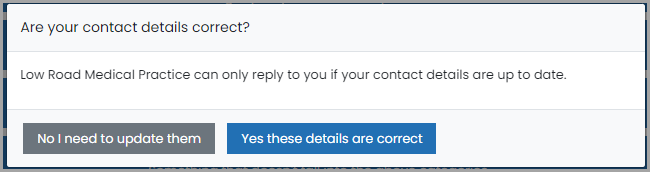 Are your contact details correct?
Low Road Medical Practice can only reply to you if your contact details are up to date.
No I need to update them
Yes these details are correct